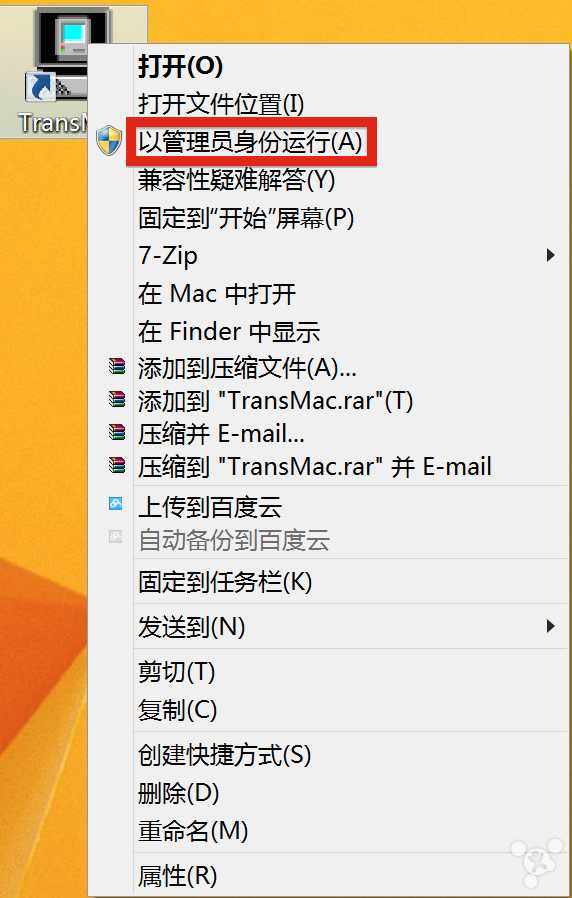 TransM
打开(O)
打开文件位置(I)
以管理员身份运行(A)
兼容性疑难解答(Y)
固定到“开始”屏幕(P)
7-Zip
在 Mac 中打开
在 Finder 中显示
添加到压缩文件(A)...
添加到 "TransMac.rar"(T)
压缩并 E-mail...
压缩到 "TransMac.rar" 并 E-mail
上传到百度云
自动备份到百度云
固定到任务栏(K)
发送到(N)
剪切(T)
复制(C)
创建快捷方式(S)
删除(D)
重命名(M)
属性(R)